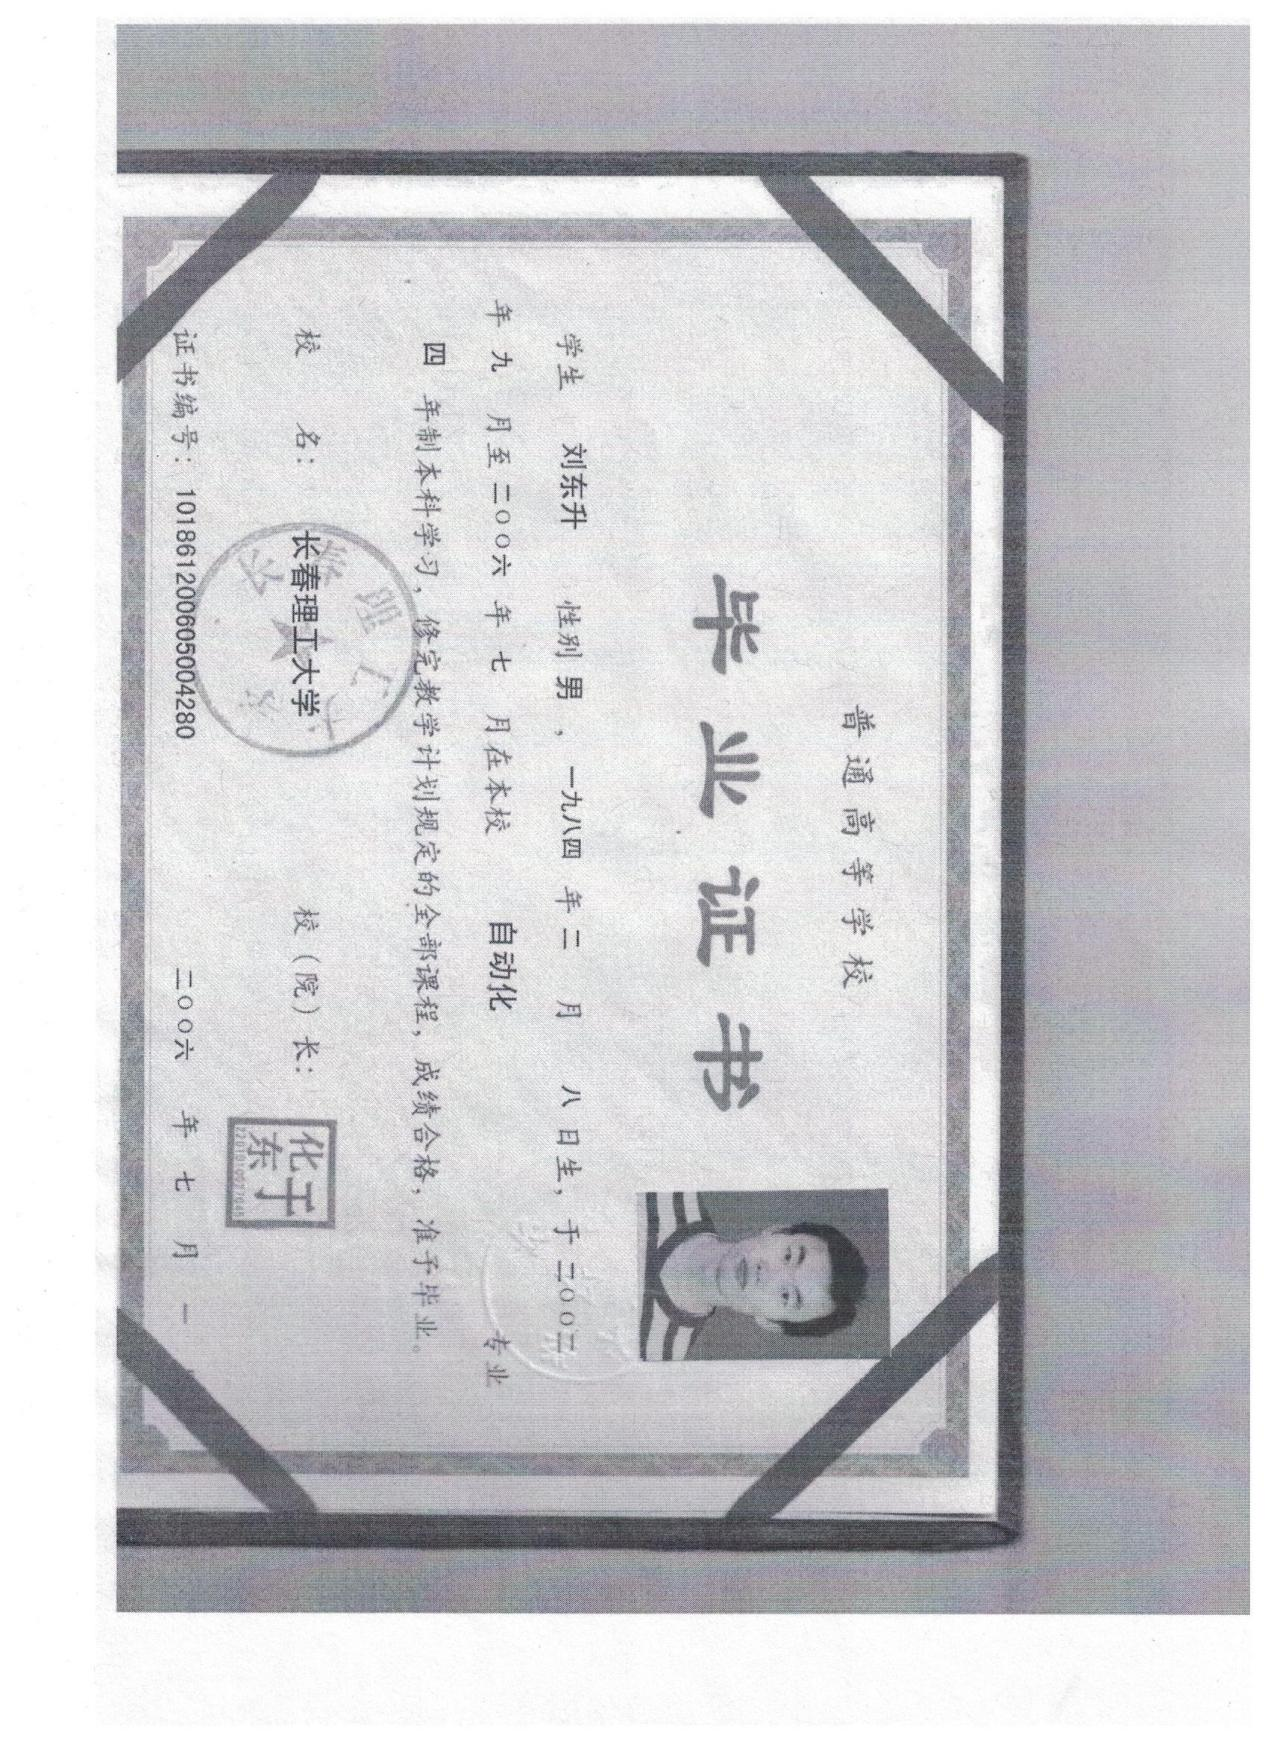 普通高等学校
毕业证书
学生 刘东升 性别 男 ，一九八四 年 二 月 八 日生，于 二〇〇二
年 九 月至 二〇〇六 年 七 月在本校 自动化 专业
四 年制本科学习，修完教学计划规定的全部课程，成绩合格，准予毕业。
校 名： 长春理工大学 校（院）长：
于化东
证书编号：101861200605004280 二〇〇六 年 七 月 一